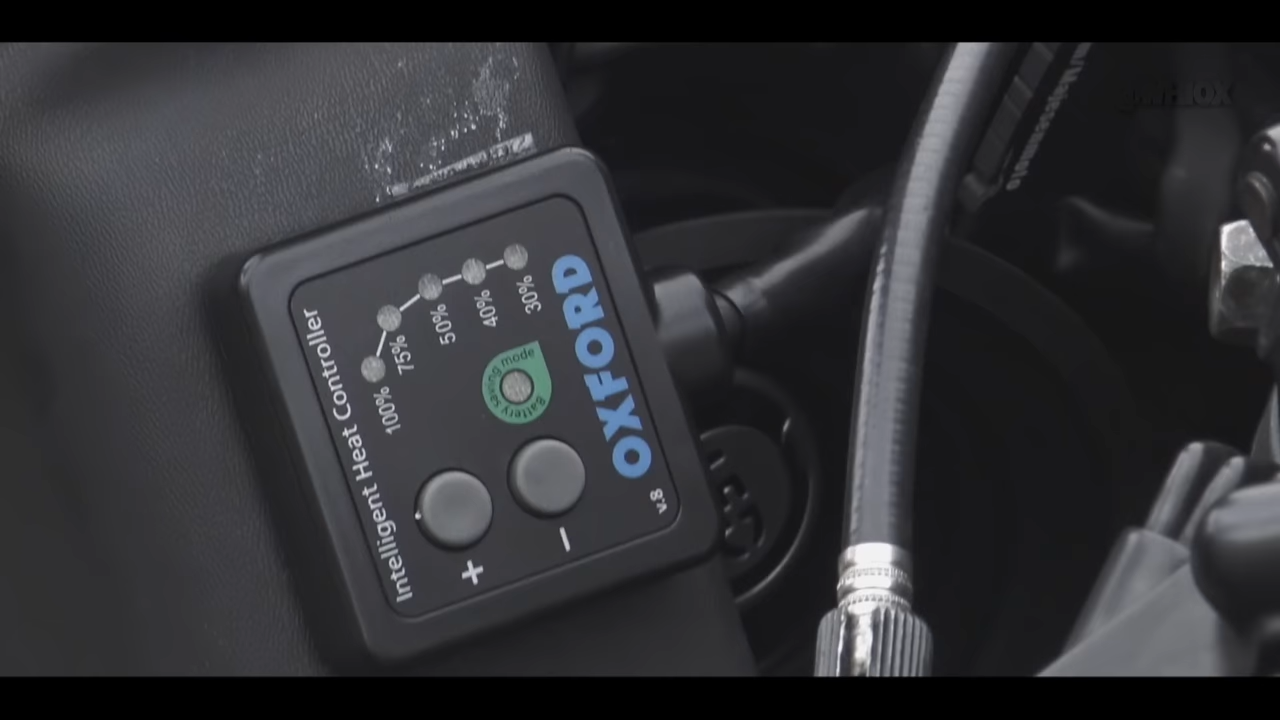 Intelligent Heat Controller
100%
75%
50%
40%
30%
Battery saving mode
OXFORD
+
−
v.8